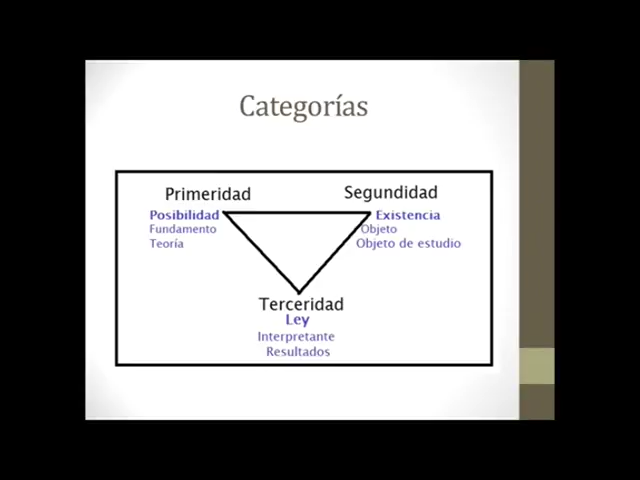 Categorías
Primeridad
Segundidad
Posibilidad
Existencia
Fundamento
Objeto
Teoría
Objeto de estudio
Terceridad
Ley
Interpretante
Resultados